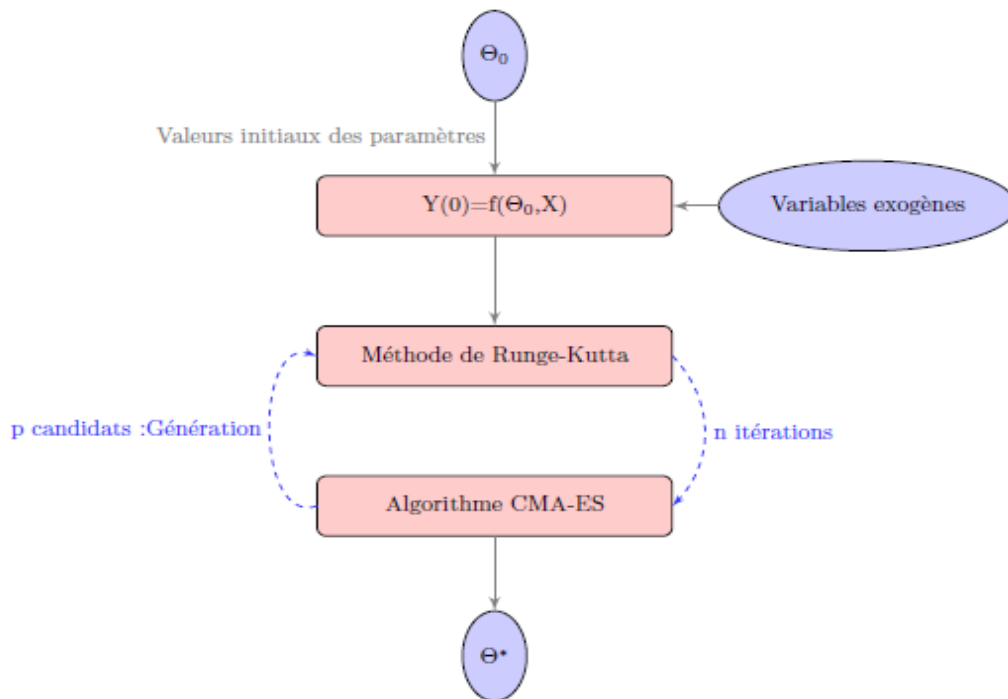 Θ₀
Valeurs initiaux des paramètres
Y(0)=f(Θ₀,X)
Variables exogènes
Méthode de Runge-Kutta
p candidats :Génération
n itérations
Algorithme CMA-ES
Θ*